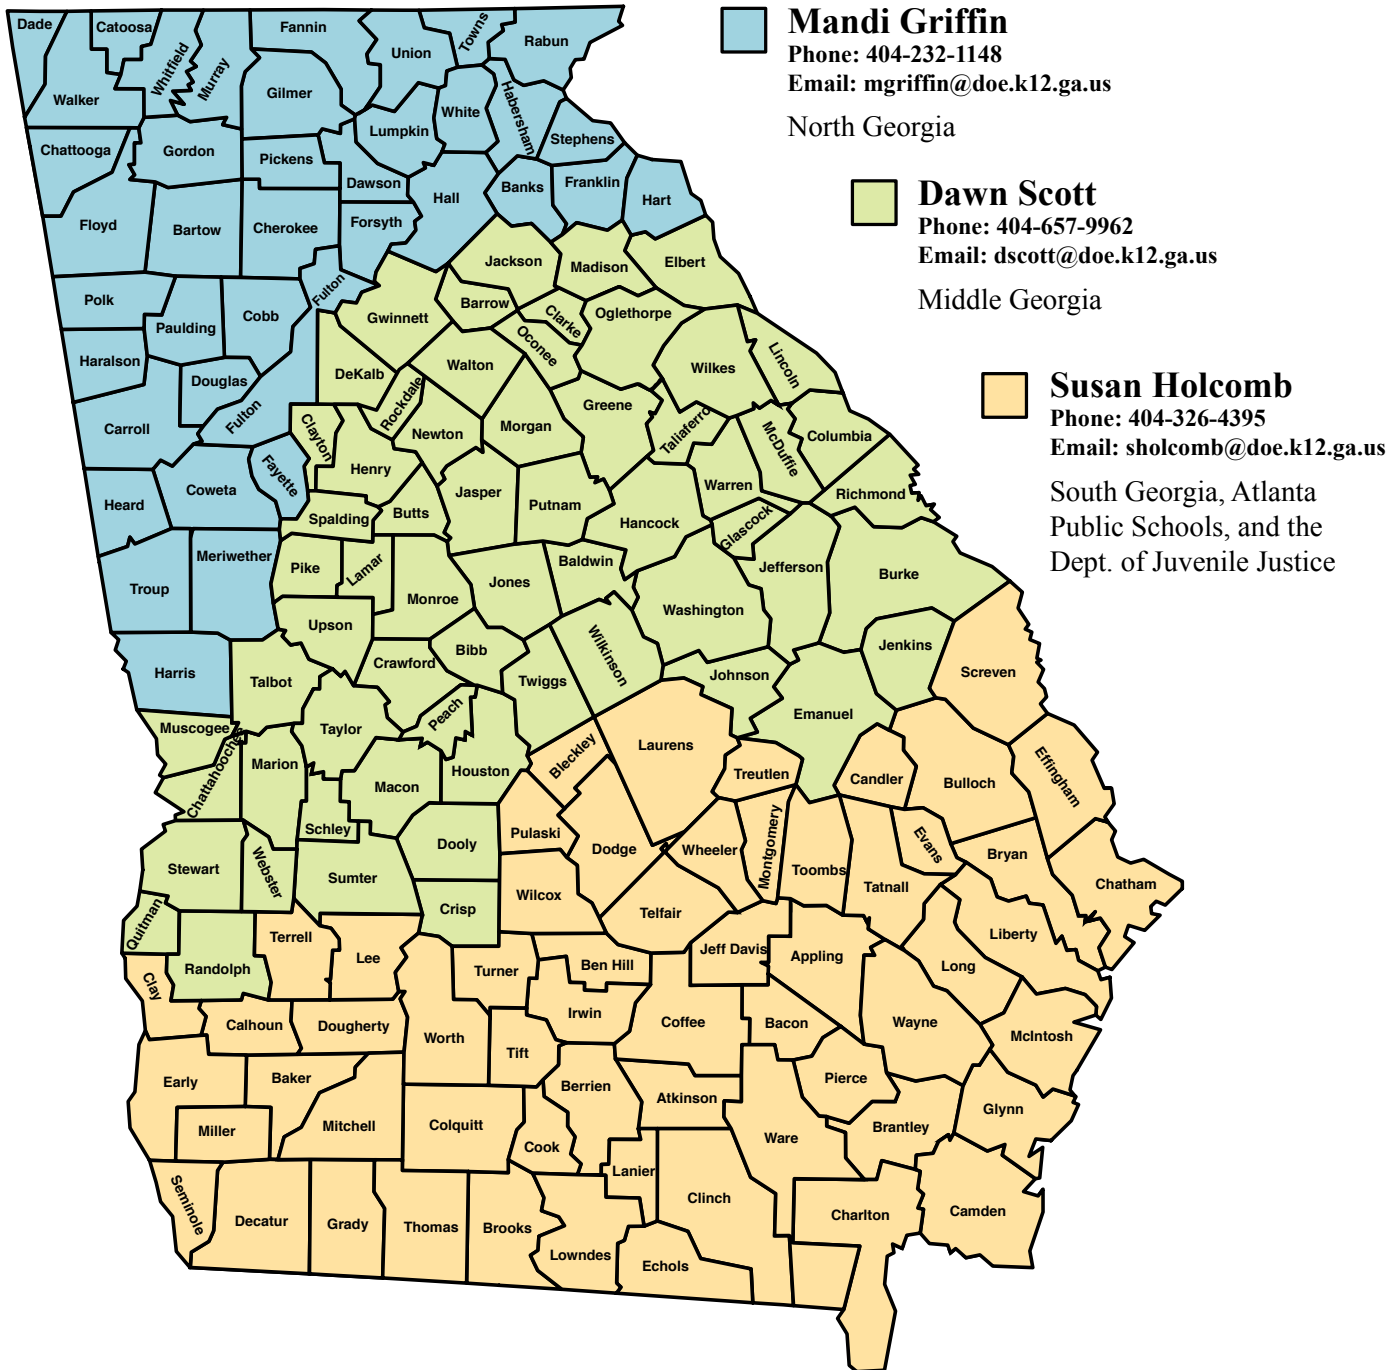 Mandi Griffin
Phone: 404-232-1148
Email: mgriffin@doe.k12.ga.us
North Georgia
Dawn Scott
Phone: 404-657-9962
Email: dscott@doe.k12.ga.us
Middle Georgia
Susan Holcomb
Phone: 404-326-4395
Email: sholcomb@doe.k12.ga.us
South Georgia, Atlanta
Public Schools, and the
Dept. of Juvenile Justice
Dade
Catoosa
Whitfield
Murray
Fannin
Union
Towns
Rabun
Walker
Gilmer
Lumpkin
White
Habersham
Stephens
Chattooga
Gordon
Pickens
Dawson
Hall
Banks
Franklin
Hart
Floyd
Bartow
Cherokee
Forsyth
Jackson
Madison
Elbert
Polk
Paulding
Cobb
Fulton
Gwinnett
Barrow
Clarke
Oconee
Oglethorpe
Haralson
Douglas
DeKalb
Rockdale
Walton
Wilkes
Lincoln
Carroll
Fulton
Clayton
Newton
Morgan
Greene
Taliaferro
McDuffie
Columbia
Fayette
Henry
Heard
Coweta
Spalding
Butts
Jasper
Putnam
Hancock
Warren
Glascock
Richmond
Troup
Meriwether
Pike
Lamar
Monroe
Jones
Baldwin
Washington
Jefferson
Burke
Upson
Harris
Talbot
Crawford
Bibb
Twiggs
Wilkinson
Johnson
Jenkins
Screven
Emanuel
Muscogee
Chattahoochee
Marion
Taylor
Peach
Houston
Macon
Bleckley
Laurens
Treutlen
Candler
Bulloch
Effingham
Schley
Dooly
Pulaski
Dodge
Wheeler
Montgomery
Toombs
Tatnall
Evans
Bryan
Chatham
Stewart
Webster
Sumter
Crisp
Wilcox
Telfair
Quitman
Randolph
Terrell
Lee
Turner
Ben Hill
Jeff Davis
Appling
Long
Liberty
Clay
Calhoun
Dougherty
Worth
Tift
Irwin
Coffee
Bacon
Wayne
McIntosh
Early
Baker
Miller
Mitchell
Colquitt
Cook
Berrien
Atkinson
Pierce
Ware
Brantley
Glynn
Seminole
Decatur
Grady
Thomas
Brooks
Lanier
Lowndes
Clinch
Echols
Charlton
Camden